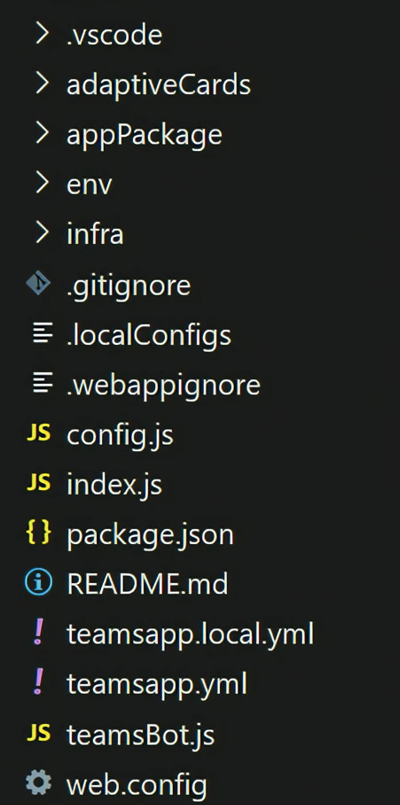 .vscode
adaptiveCards
appPackage
env
infra
.gitignore
.localConfigs
.webappignore
JS config.js
JS index.js
{} package.json
README.md
! teamsapp.local.yml
! teamsapp.yml
JS teamsBot.js
web.config